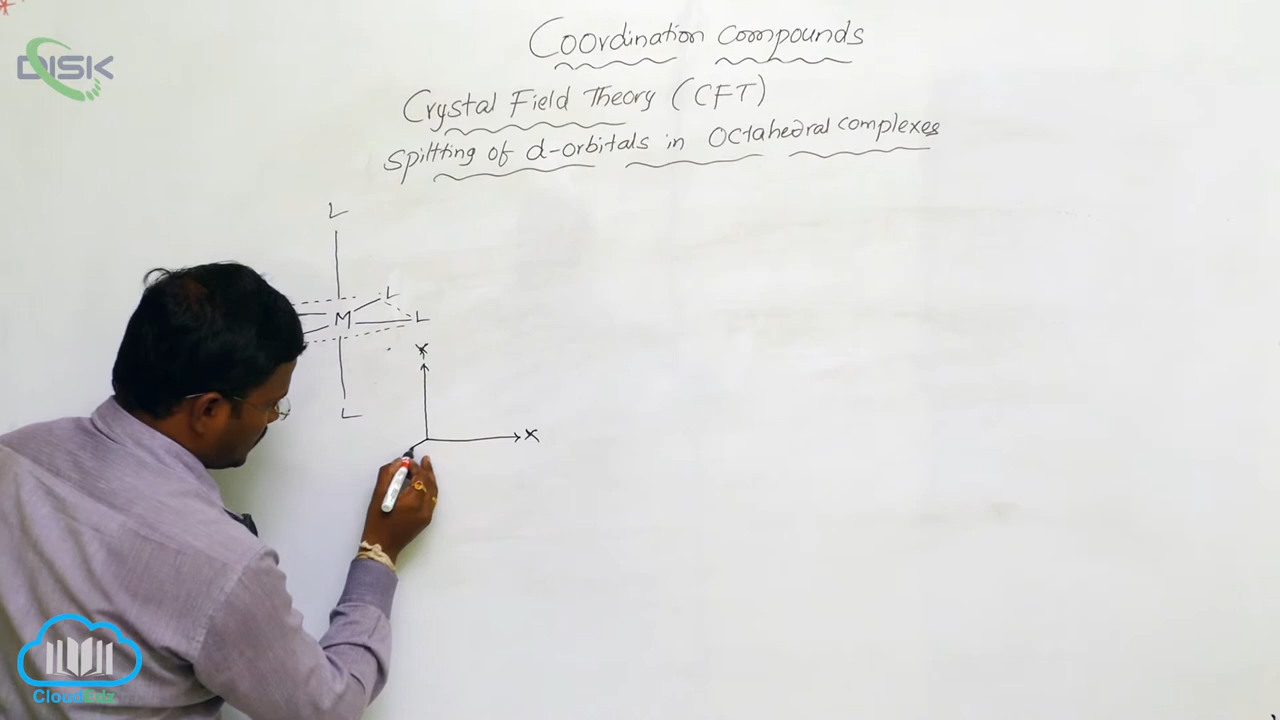 DISK
Coordination Compounds
Crystal Field Theory (CFT)
Spiltting of d-orbitals in Octahedral complexes
L
L
M L
L
X
CloudEdz